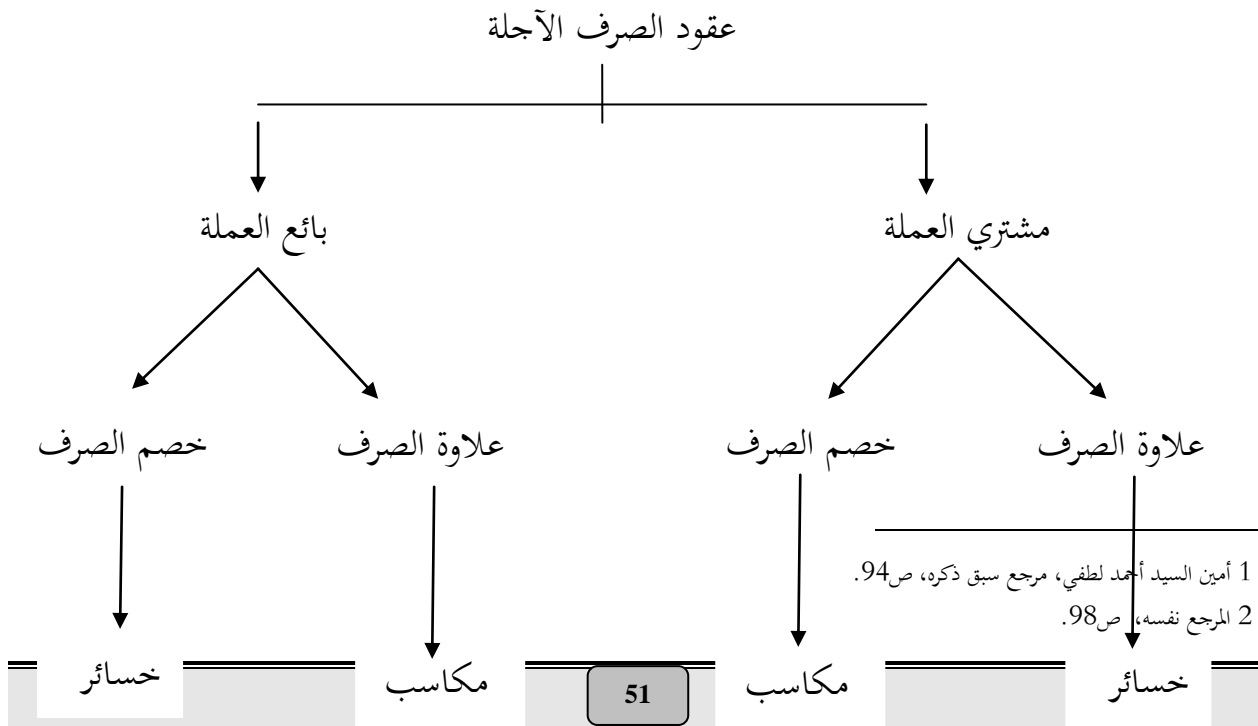 عقود الصرف الآجلة
مشتري العملة
بائع العملة
علاوة الصرف
خصم الصرف
علاوة الصرف
خصم الصرف
1 أمين السيد أحمد لطفي، مرجع سبق ذكره، ص94.
2 المرجع نفسه، ص98.
خسائر
مكاسب
مكاسب
خسائر
51